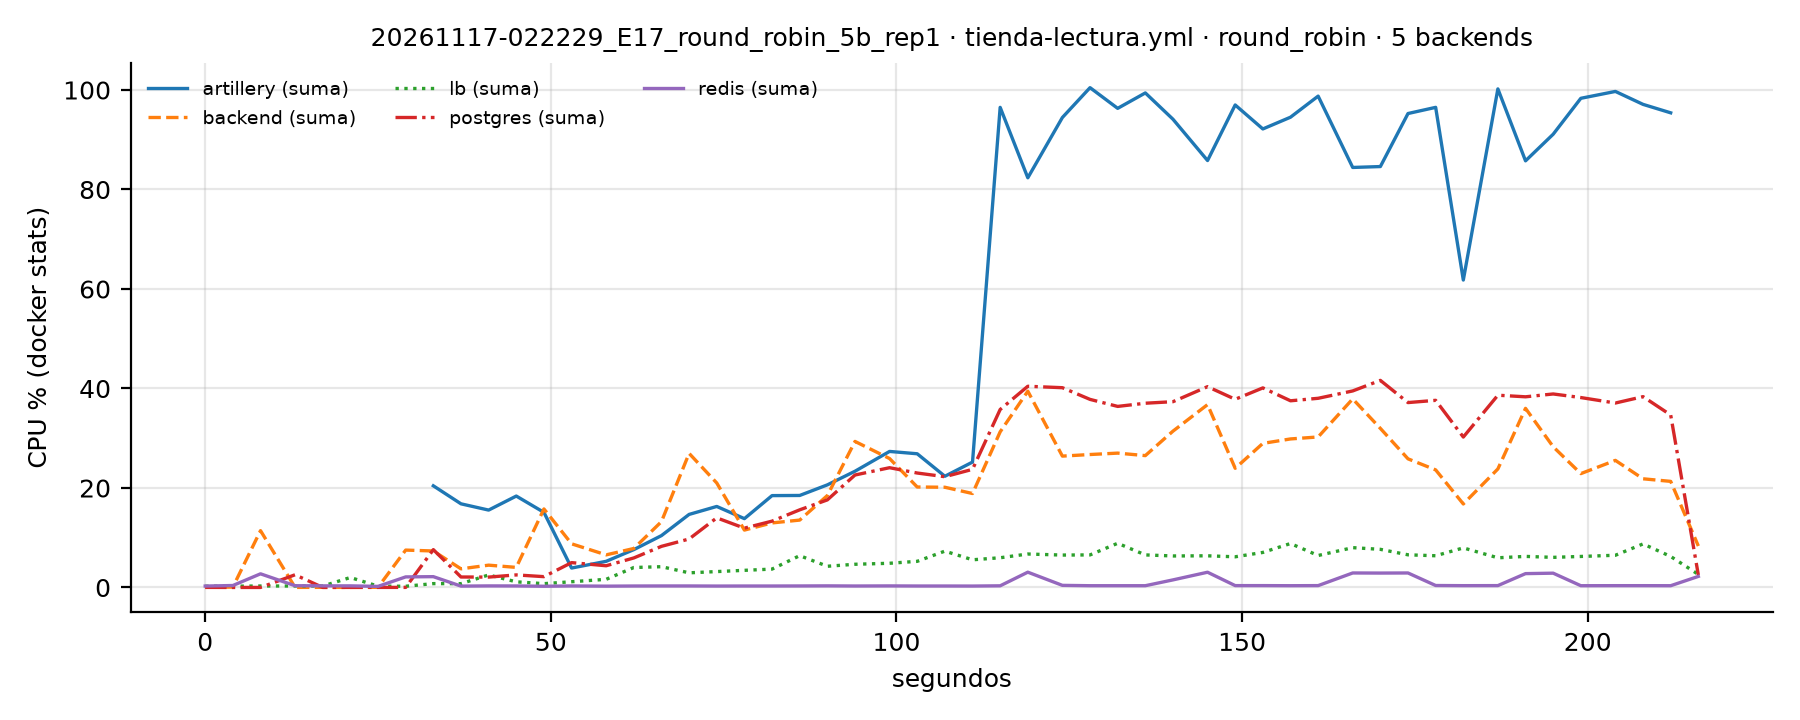 20261117-022229_E17_round_robin_5b_rep1 · tienda-lectura.yml · round_robin · 5 backends
artillery (suma)
backend (suma)
lb (suma)
postgres (suma)
redis (suma)
CPU % (docker stats)
100
80
60
40
20
0
0
50
100
150
200
segundos